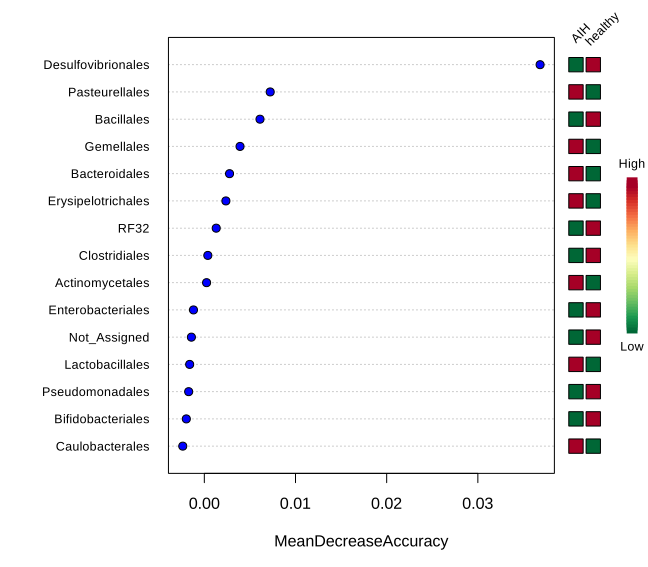 AIH
healthy
Desulfovibrionales
Pasteurellales
Bacillales
Gemellales
Bacteroidales
Erysipelotrichales
RF32
Clostridiales
Actinomycetales
Enterobacteriales
Not_Assigned
Lactobacillales
Pseudomonadales
Bifidobacteriales
Caulobacterales
High
Low
0.00 0.01 0.02 0.03
MeanDecreaseAccuracy